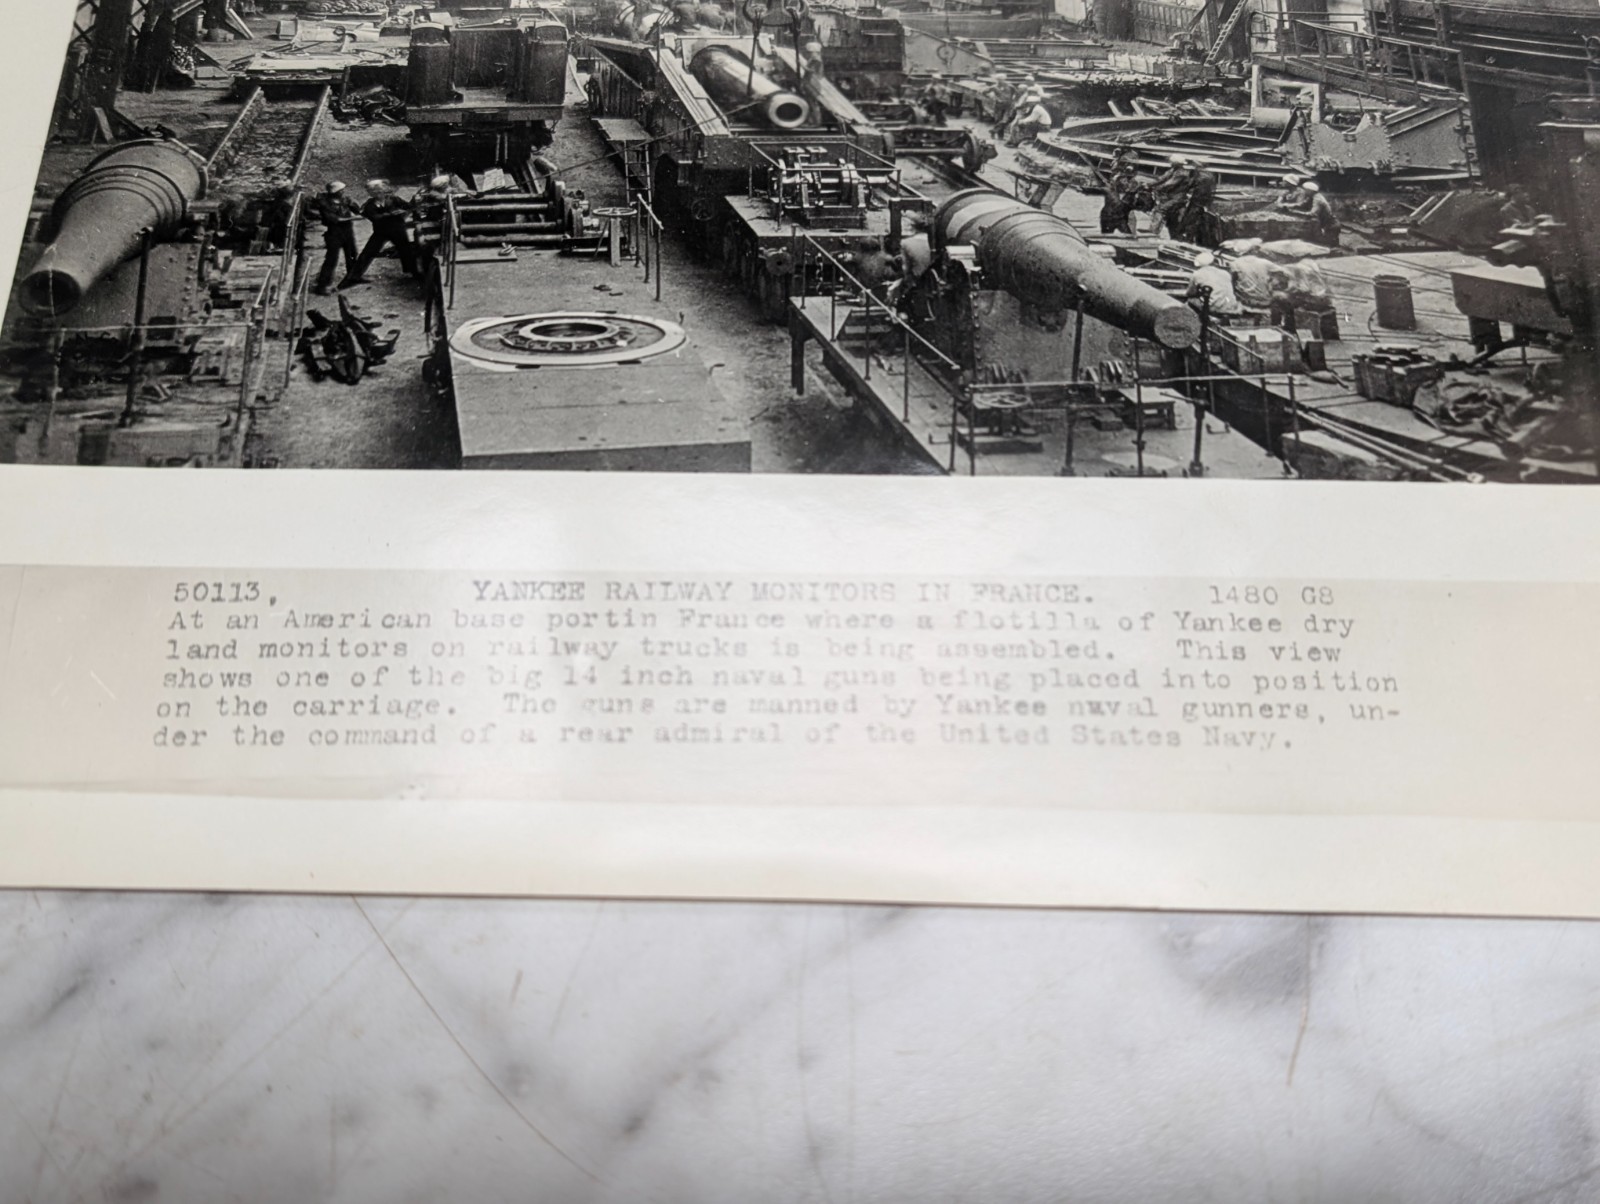 50113. YANKEE RAILWAY MONITORS IN FRANCE. 1480 G8
At an American base portin France where a flotilla of Yankee dry
land monitors on railway trucks is being assembled. This view
shows one of the big 14 inch naval guns being placed into position
on the carriage. The guns are manned by Yankee naval gunners, un-
der the command of a rear admiral of the United States Navy.